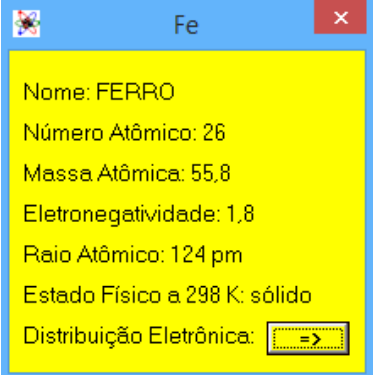 Fe
Nome: FERRO
Número Atômico: 26
Massa Atômica: 55,8
Eletronegatividade: 1,8
Raio Atômico: 124 pm
Estado Físico a 298 K: sólido
Distribuição Eletrônica: =>